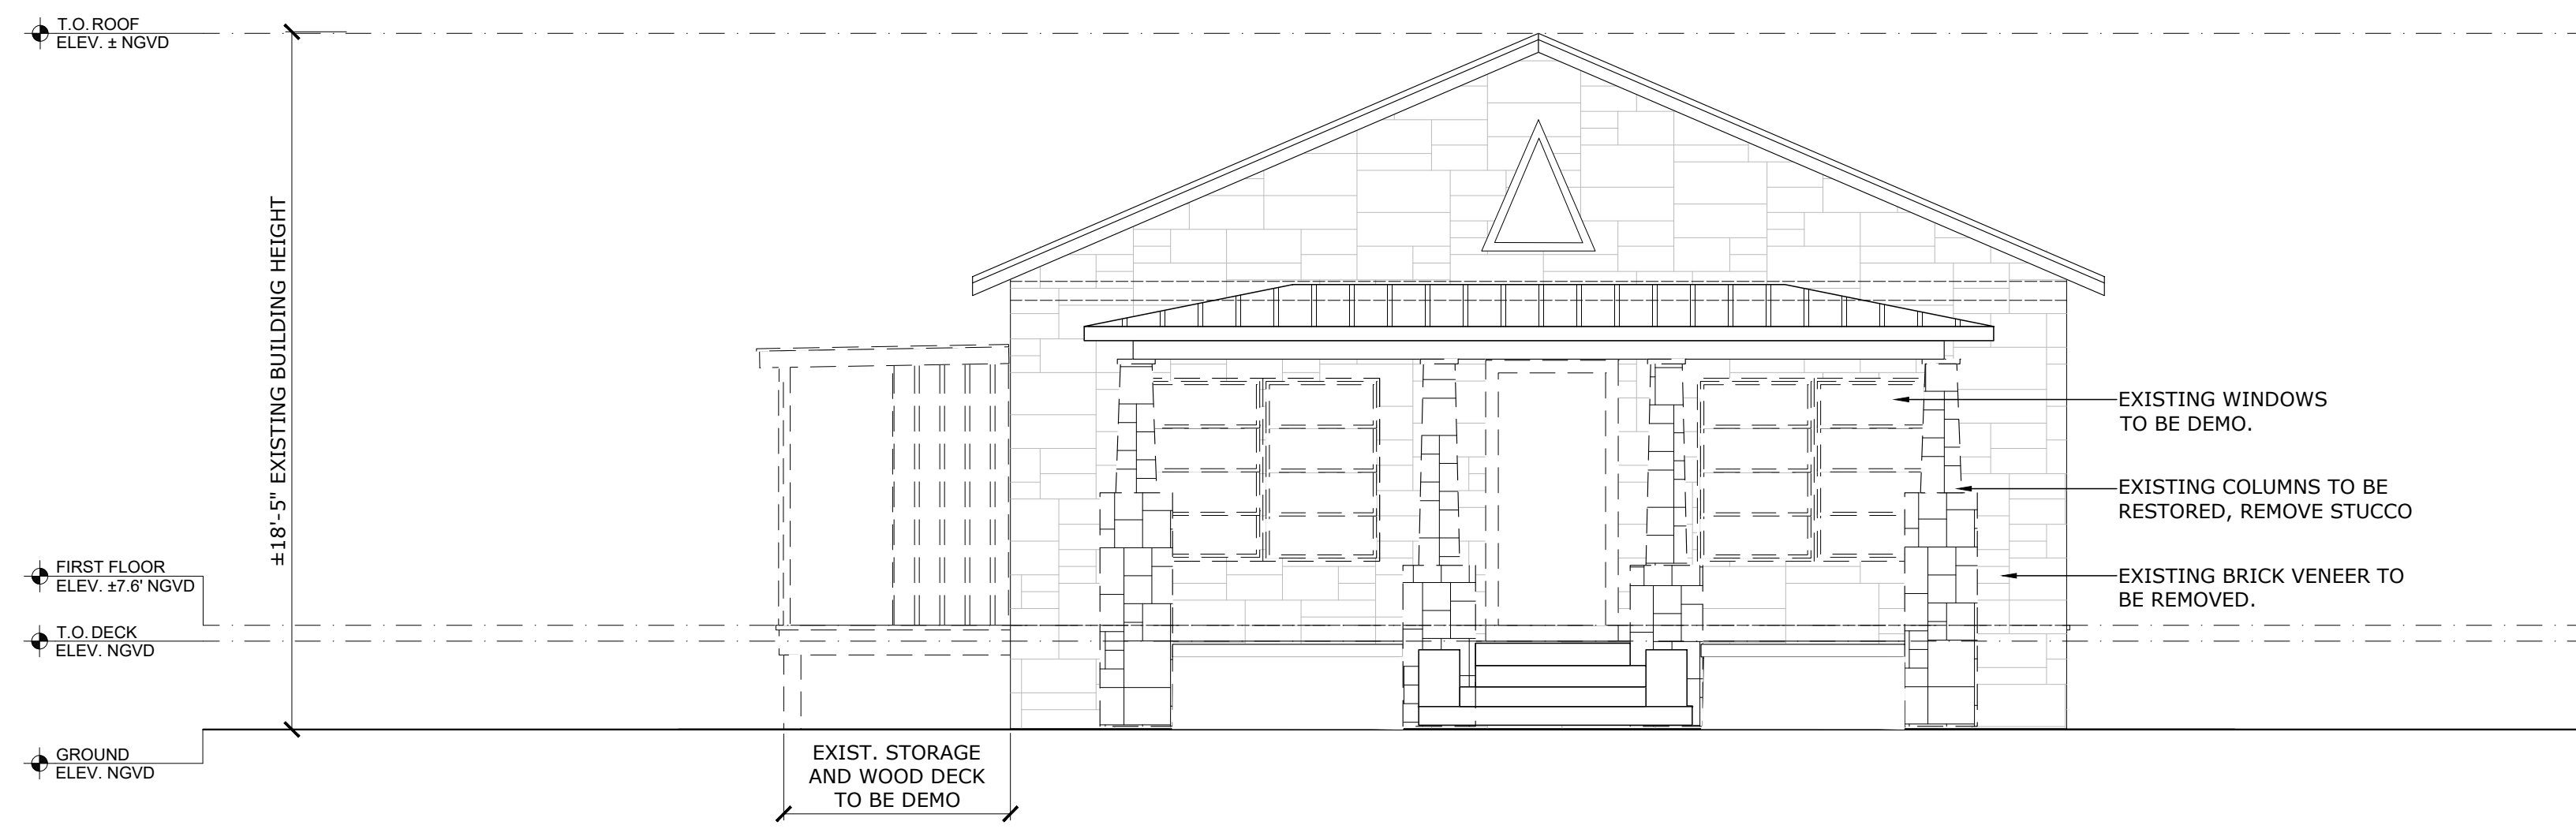 T.O. ROOF
ELEV. ± NGVD
±18'-5" EXISTING BUILDING HEIGHT
EXISTING WINDOWS
TO BE DEMO.
EXISTING COLUMNS TO BE
RESTORED, REMOVE STUCCO
EXISTING BRICK VENEER TO
BE REMOVED.
FIRST FLOOR
ELEV. ±7.6' NGVD
T.O. DECK
ELEV. NGVD
GROUND
ELEV. NGVD
EXIST. STORAGE
AND WOOD DECK
TO BE DEMO